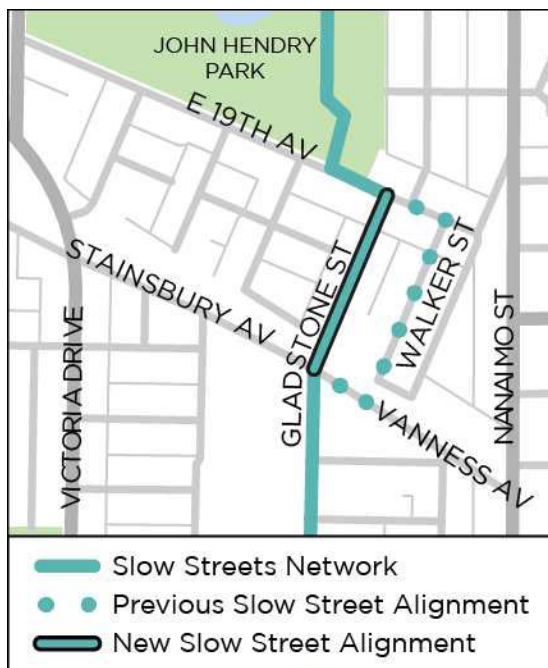 JOHN HENDRY
PARK
E 19TH AV
STAINSBURY AV
GLADSTONE ST
WALKER ST
VICTORIA DRIVE
NANAIMO ST
VANNESS AV
Slow Streets Network
Previous Slow Street Alignment
New Slow Street Alignment